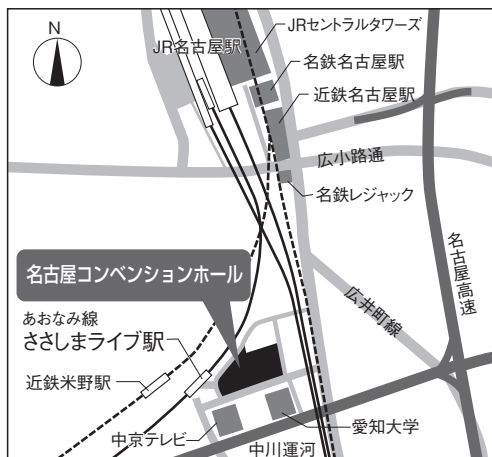 N
JRセントラルタワーズ
JR名古屋駅
名鉄名古屋駅
近鉄名古屋駅
広小路通
名鉄レジャック
名古屋高速
広井町線
名古屋コンベンションホール
あおなみ線
ささしまライブ駅
近鉄米野駅
中京テレビ
愛知大学
中川運河